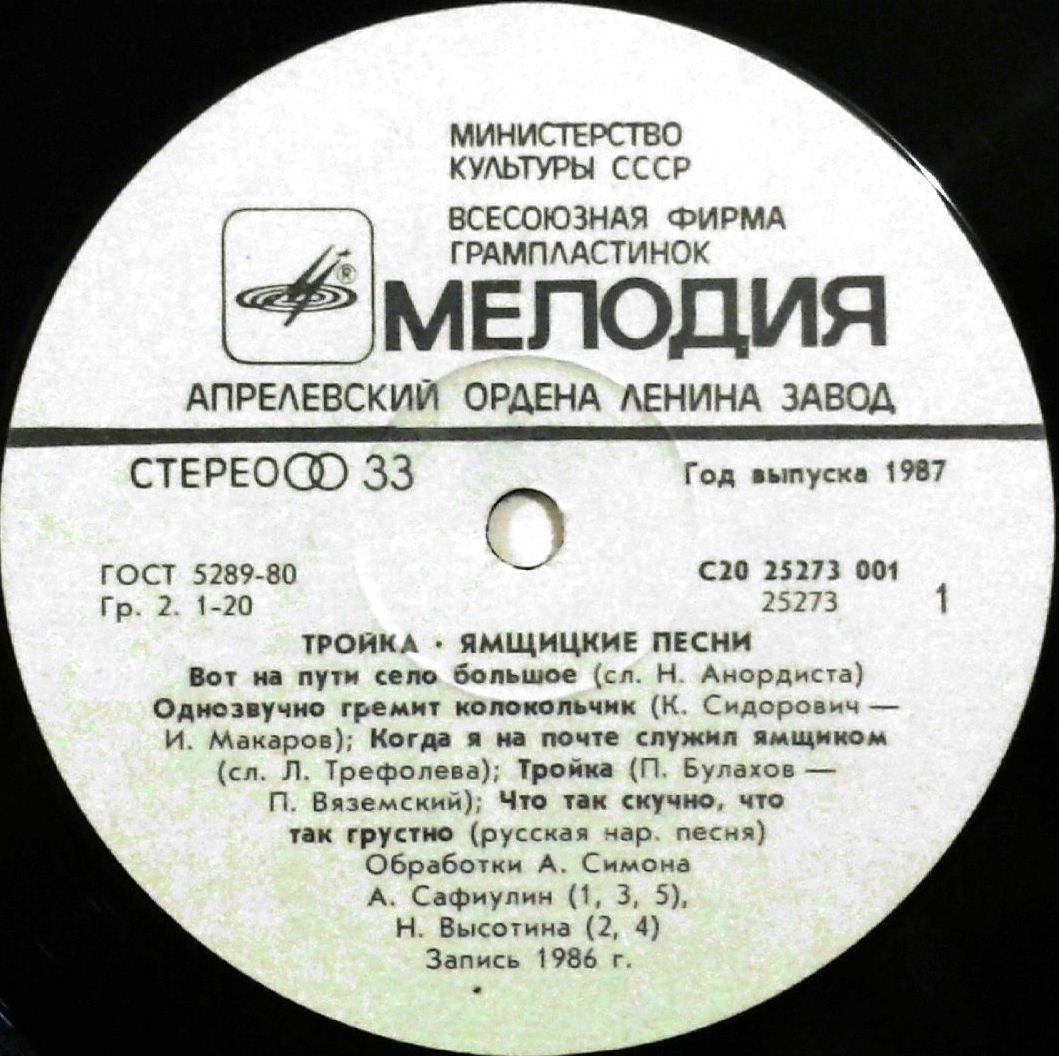 МИНИСТЕРСТВО
КУЛЬТУРЫ СССР
ВСЕСОЮЗНАЯ ФИРМА
ГРАМПЛАСТИНОК
®
МЕЛОДИЯ
АПРЕЛЕВСКИЙ ОРДЕНА ЛЕНИНА ЗАВОД
СТЕРЕО 33
Год выпуска 1987
ГОСТ 5289-80
Гр. 2. 1-20
С20 25273 001
25273
1
ТРОЙКА · ЯМЩИЦКИЕ ПЕСНИ
Вот на пути село большое (сл. Н. Анордиста)
Однозвучно гремит колокольчик (К. Сидорович —
И. Макаров); Когда я на почте служил ямщиком
(сл. Л. Трефолева); Тройка (П. Булахов —
П. Вяземский); Что так скучно, что
так грустно (русская нар. песня)
Обработки А. Симона
А. Сафиулин (1, 3, 5),
Н. Высотина (2, 4)
Запись 1986 г.